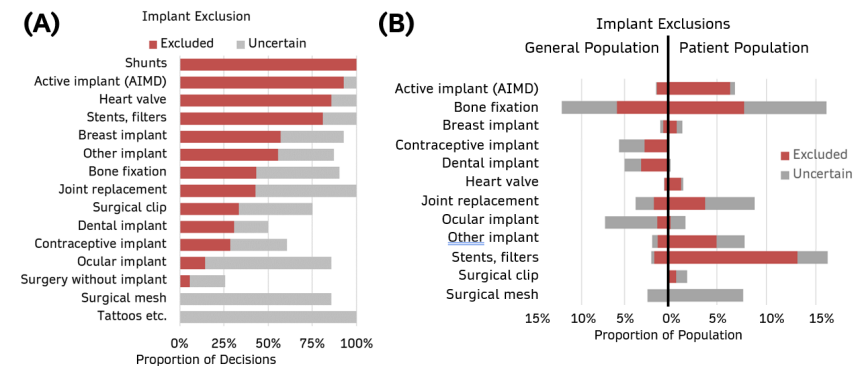 (A)
Implant Exclusion
Excluded Uncertain
Shunts
Active implant (AIMD)
Heart valve
Stents, filters
Breast implant
Other implant
Bone fixation
Joint replacement
Surgical clip
Dental implant
Contraceptive implant
Ocular implant
Surgery without implant
Surgical mesh
Tattoos etc.
0% 25% 50% 75% 100%
Proportion of Decisions
(B)
Implant Exclusions
General Population Patient Population
Active implant (AIMD)
Bone fixation
Breast implant
Contraceptive implant
Dental implant
Heart valve
Joint replacement
Ocular implant
Other implant
Stents, filters
Surgical clip
Surgical mesh
Excluded
Uncertain
15% 10% 5% 0% 5% 10% 15%
Proportion of Population